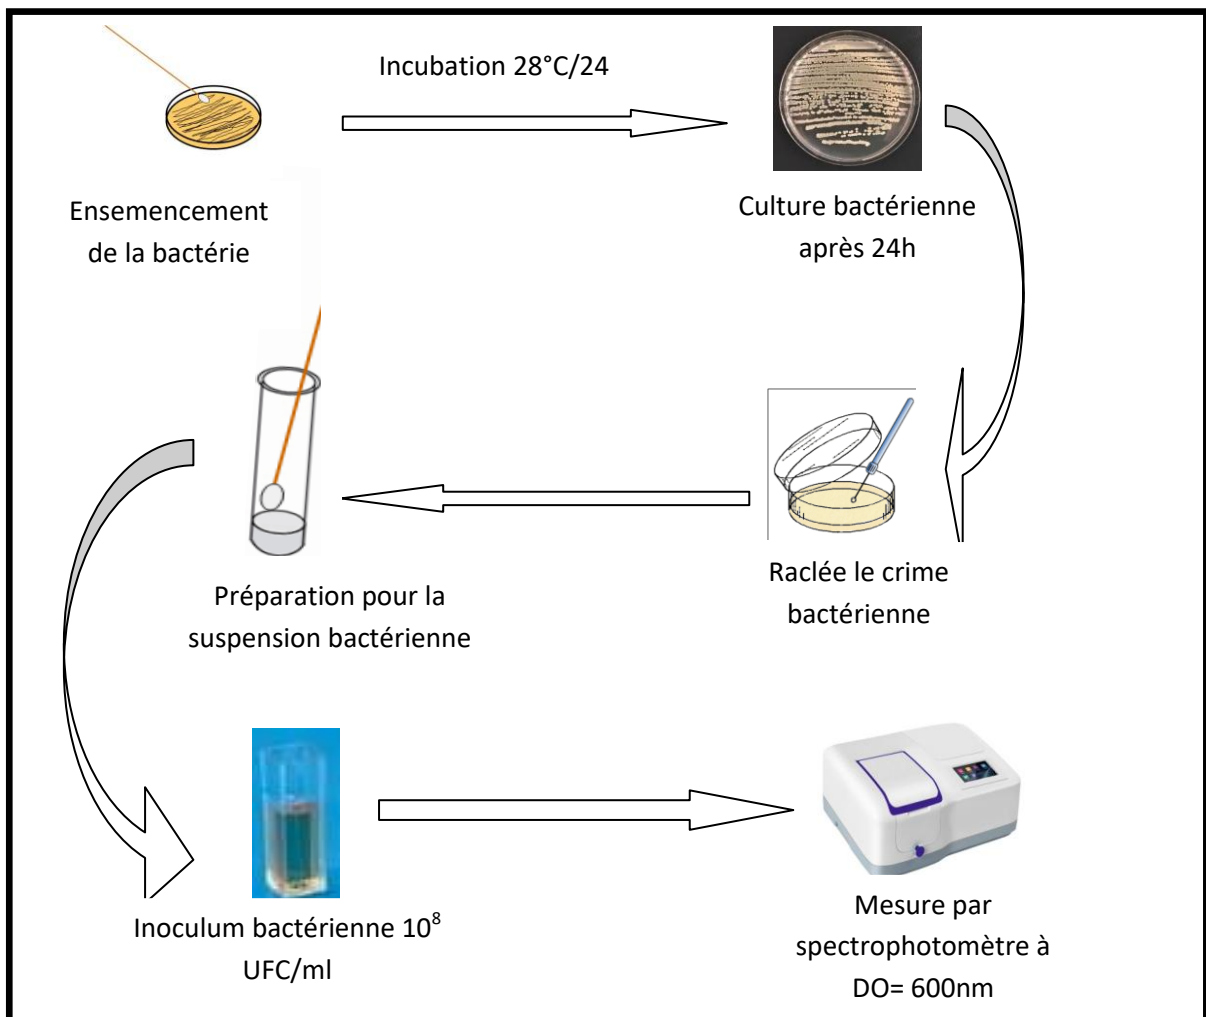 Incubation 28°C/24
Ensemencement
de la bactérie
Culture bactérienne
après 24h
Raclée le crime
bactérienne
Préparation pour la
suspension bactérienne
Inoculum bactérienne 10⁸
UFC/ml
Mesure par
spectrophotomètre à
DO= 600nm